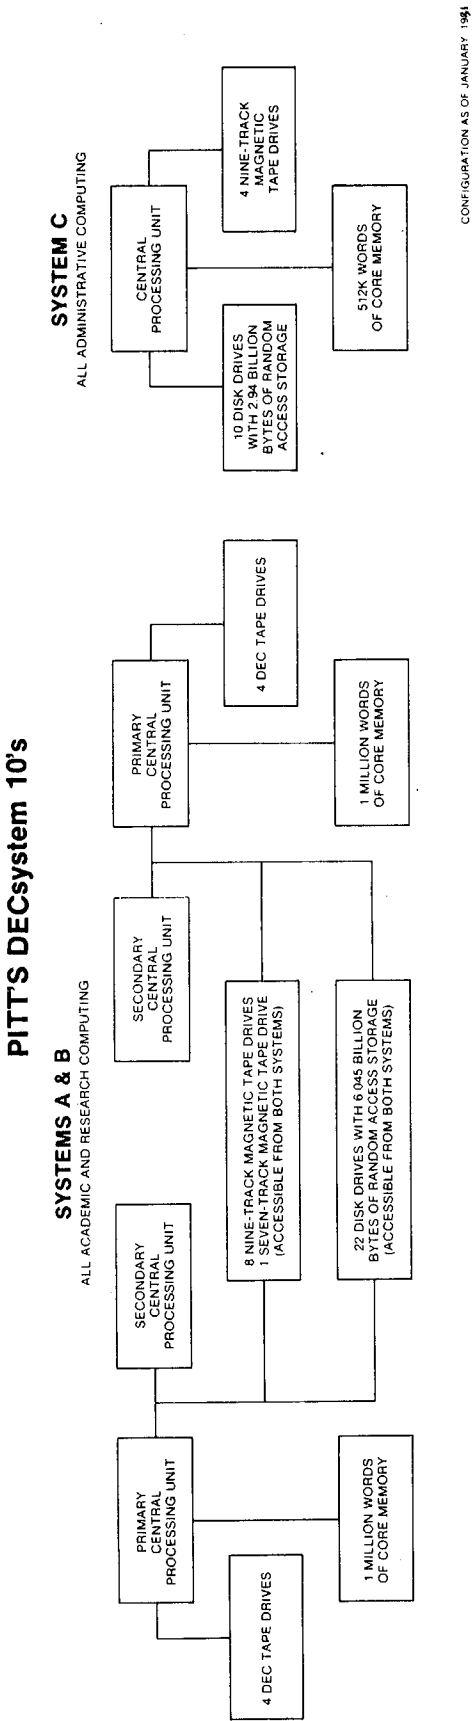 PITT'S DECsystem 10's
SYSTEMS A & B
ALL ACADEMIC AND RESEARCH COMPUTING
PRIMARY
CENTRAL
PROCESSING UNIT
SECONDARY
CENTRAL
PROCESSING UNIT
SECONDARY
CENTRAL
PROCESSING UNIT
PRIMARY
CENTRAL
PROCESSING UNIT
4 DEC TAPE DRIVES
8 NINE-TRACK MAGNETIC TAPE DRIVES
1 SEVEN-TRACK MAGNETIC TAPE DRIVE
(ACCESSIBLE FROM BOTH SYSTEMS)
4 DEC TAPE DRIVES
1 MILLION WORDS
OF CORE MEMORY
22 DISK DRIVES WITH 6 045 BILLION
BYTES OF RANDOM ACCESS STORAGE
(ACCESSIBLE FROM BOTH SYSTEMS)
1 MILLION WORDS
OF CORE MEMORY
SYSTEM C
ALL ADMINISTRATIVE COMPUTING
CENTRAL
PROCESSING UNIT
10 DISK DRIVES
WITH 2.94 BILLION
BYTES OF RANDOM
ACCESS STORAGE
4 NINE-TRACK
MAGNETIC
TAPE DRIVES
512K WORDS
OF CORE MEMORY
CONFIGURATION AS OF JANUARY 1981